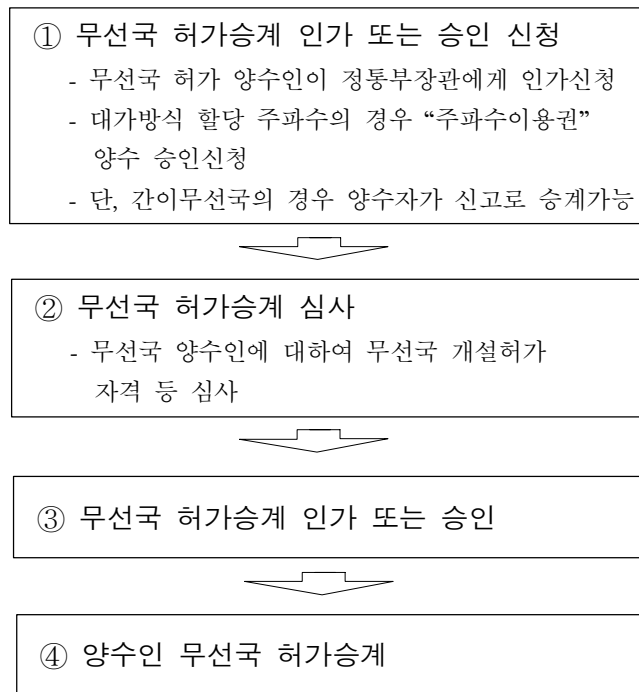 ① 무선국 허가승계 인가 또는 승인 신청
- 무선국 허가 양수인이 정통부장관에게 인가신청
- 대가방식 할당 주파수의 경우 “주파수이용권”
양수 승인신청
- 단, 간이무선국의 경우 양수자가 신고로 승계가능
② 무선국 허가승계 심사
- 무선국 양수인에 대하여 무선국 개설허가
자격 등 심사
③ 무선국 허가승계 인가 또는 승인
④ 양수인 무선국 허가승계